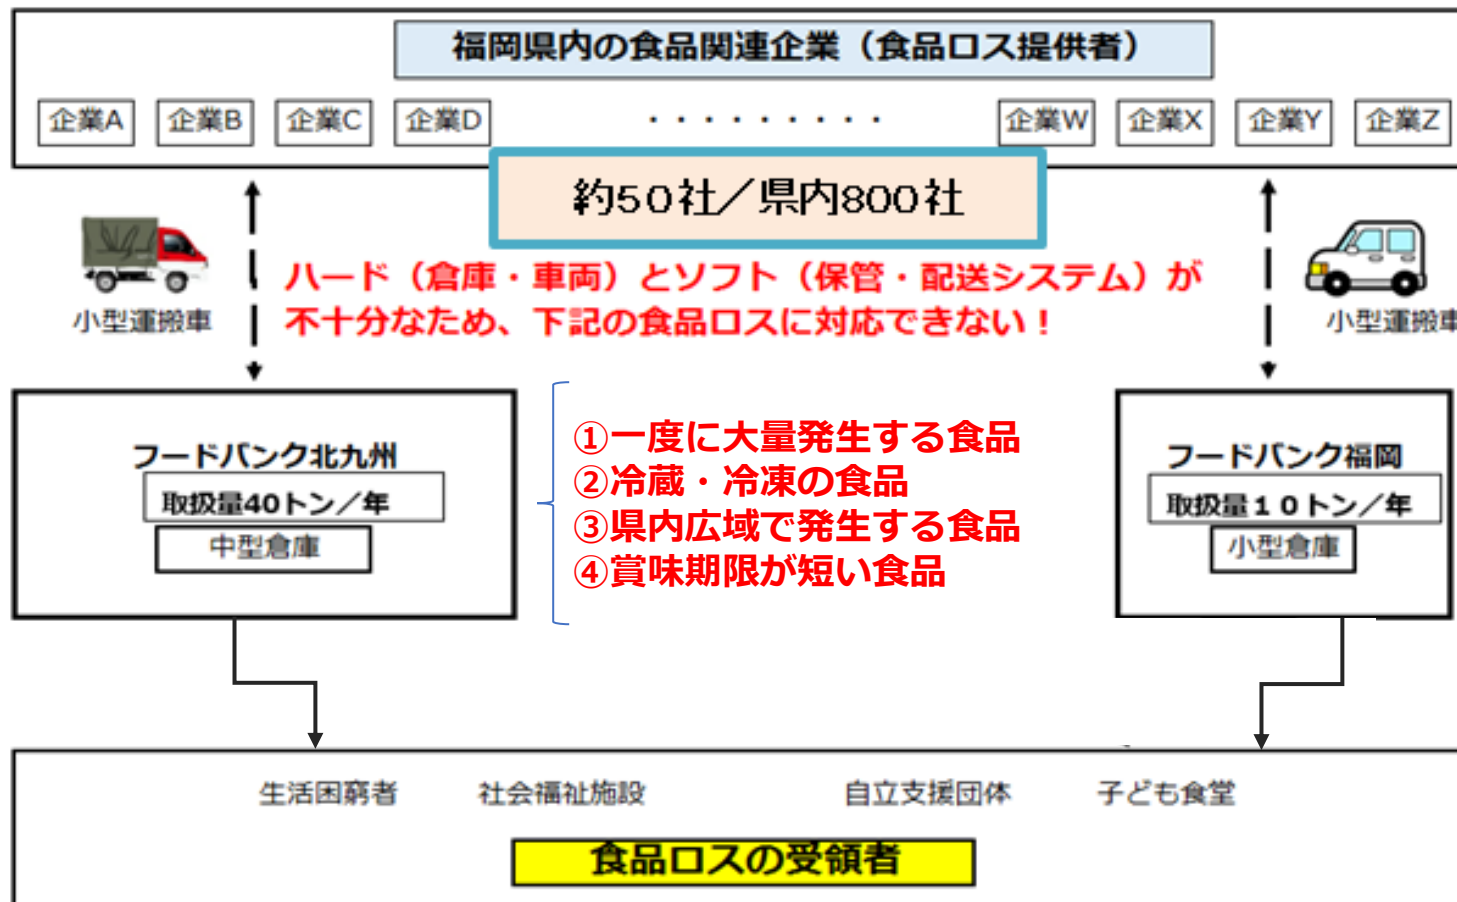 福岡県内の食品関連企業（食品ロス提供者）
企業A 企業B 企業C 企業D ・・・・・・・・・ 企業W 企業X 企業Y 企業Z
約50社／県内800社
小型運搬車
ハード（倉庫・車両）とソフト（保管・配送システム）が
不十分なため、下記の食品ロスに対応できない！
小型運搬車
フードバンク北九州
取扱量40トン／年
中型倉庫
①一度に大量発生する食品
②冷蔵・冷凍の食品
③県内広域で発生する食品
④賞味期限が短い食品
フードバンク福岡
取扱量１０トン／年
小型倉庫
生活困窮者 社会福祉施設 自立支援団体 子ども食堂
食品ロスの受領者